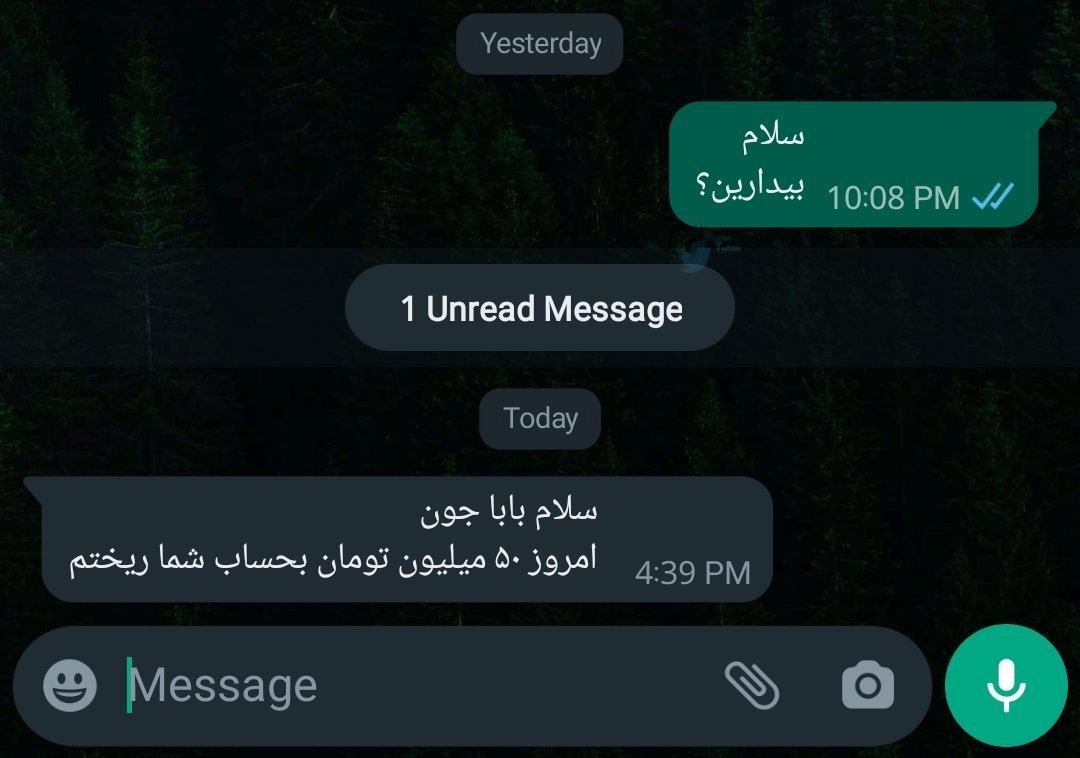 Yesterday
سلام
بیدارین؟
10:08 PM
1 Unread Message
Today
سلام بابا جون
امروز ۵۰ میلیون تومان بحساب شما ریختم
4:39 PM
Message